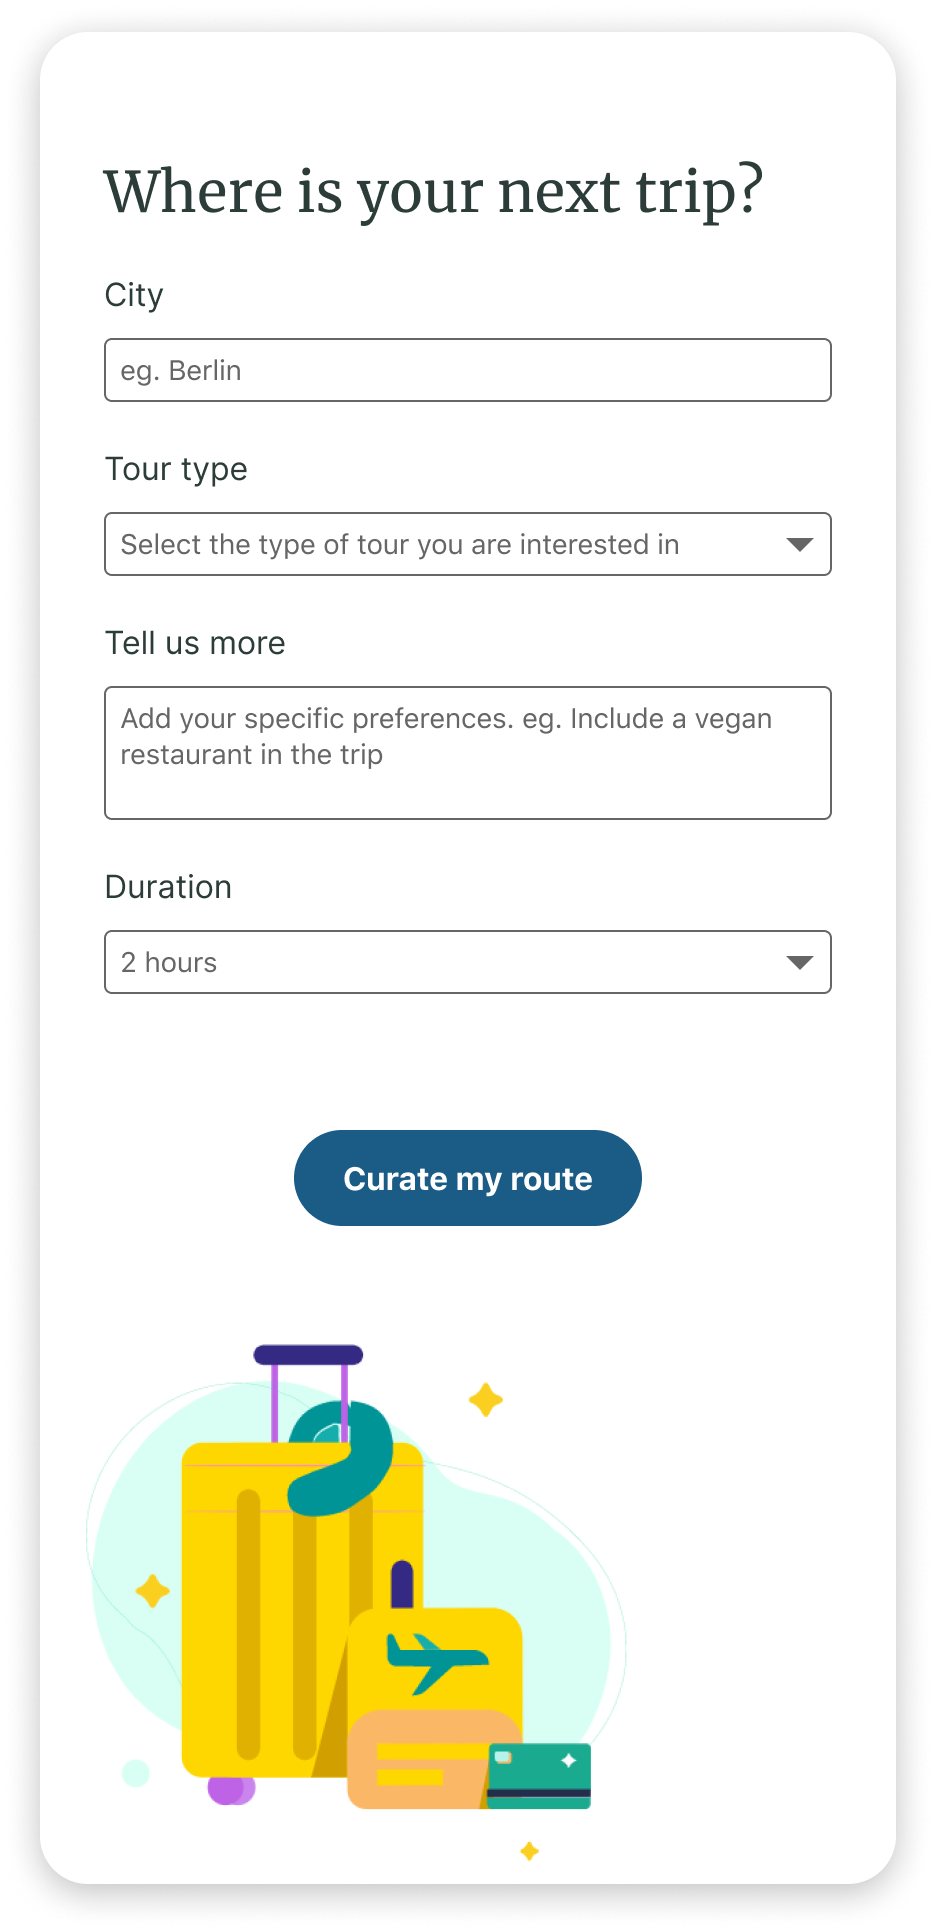 Where is your next trip?
City
eg. Berlin
Tour type
Select the type of tour you are interested in
Tell us more
Add your specific preferences. eg. Include a vegan
restaurant in the trip
Duration
2 hours
Curate my route